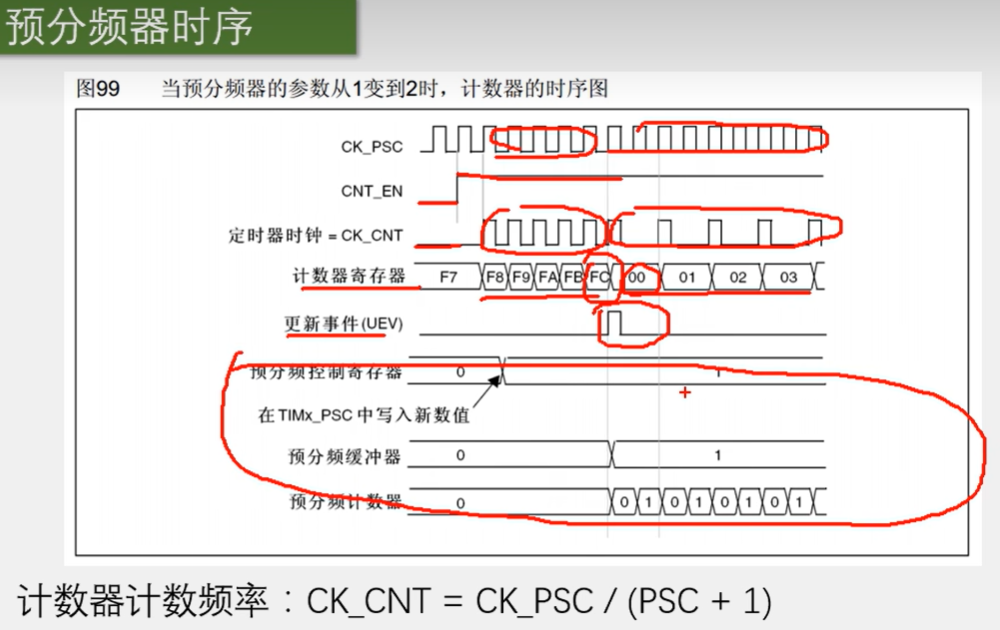 预分频器时序
图99 当预分频器的参数从1变到2时，计数器的时序图
CK_PSC
CNT_EN
定时器时钟 = CK_CNT
计数器寄存器 F7 F8 F9 FA FB FC 00 01 02 03
更新事件(UEV)
预分频控制寄存器 0 1
在TIMx_PSC 中写入新数值
预分频缓冲器 0 1
预分频计数器 0 0 1 0 1 0 1 0 1
计数器计数频率：CK_CNT = CK_PSC / (PSC + 1)